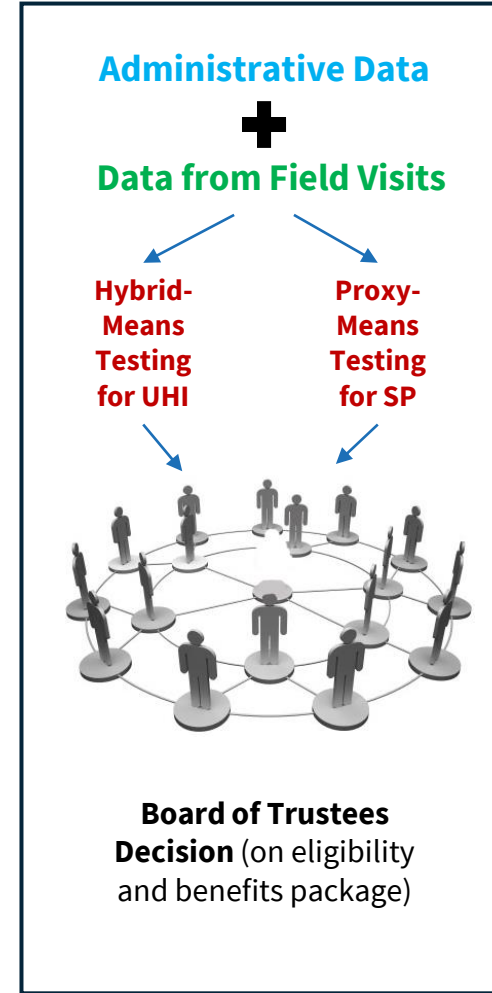 Administrative Data
+
Data from Field Visits
Hybrid-
Means
Testing
for UHI
Proxy-
Means
Testing
for SP
Board of Trustees
Decision (on eligibility
and benefits package)